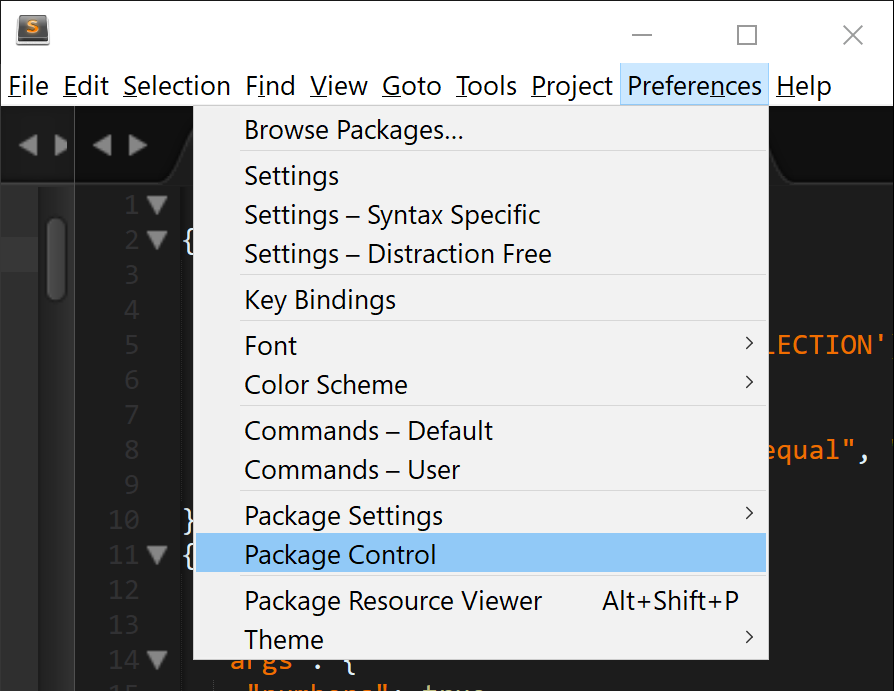 S
File Edit Selection Find View Goto Tools Project Preferences Help
Browse Packages...
Settings
1
Settings – Syntax Specific
2 {
Settings – Distraction Free
3
Key Bindings
4
Font
5 LECTION'
Color Scheme
6
7
Commands – Default
8 equal",
Commands – User
9
Package Settings
10 }
Package Control
11 {
12
Package Resource Viewer Alt+Shift+P
13
Theme
14 args : {
15 true